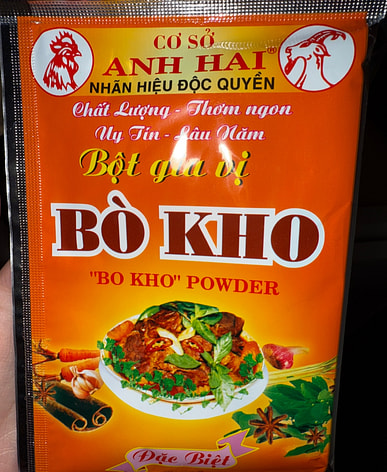 CƠ SỞ
ANH HAI®
NHÃN HIỆU ĐỘC QUYỀN
Chất Lượng - Thơm ngon
Uy Tín - Lâu Năm
Bột gia vị
BÒ KHO
"BO KHO" POWDER
Đặc Biệt